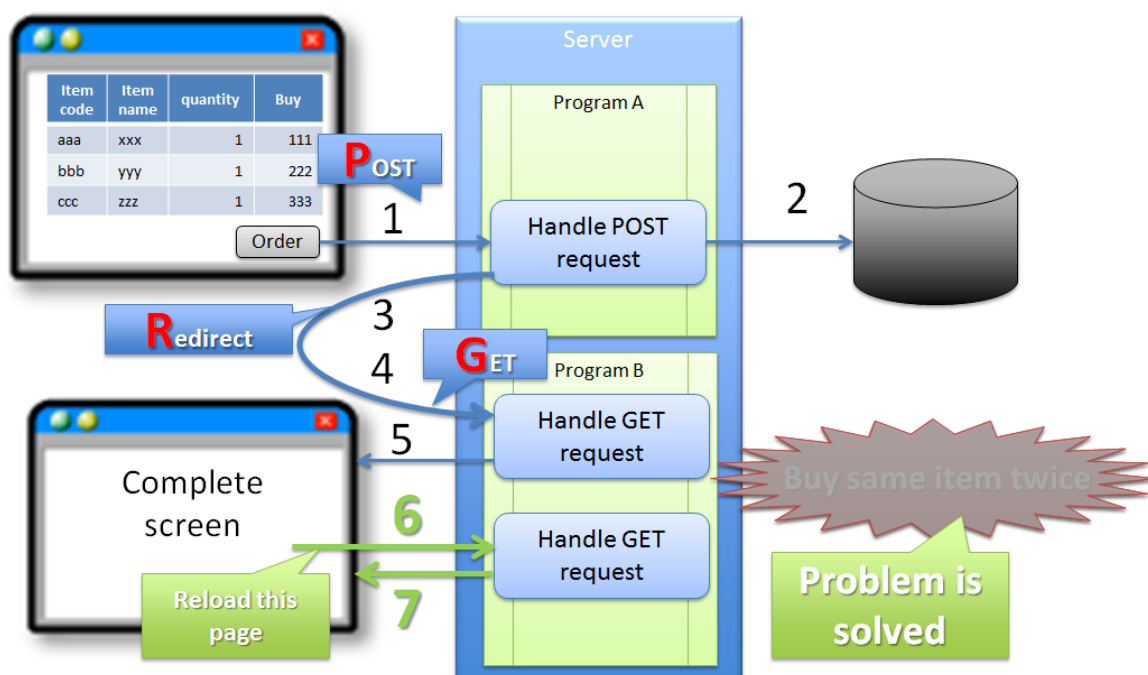 Server
Item code
Item name
quantity
Buy
aaa xxx 1 111
bbb yyy 1 222
ccc zzz 1 333
Order
POST
1
Program A
Handle POST
request
2
Redirect
3
4
GET
Program B
Handle GET
request
5
Complete
screen
6
Handle GET
request
7
Reload this
page
Buy same item twice
Problem is
solved